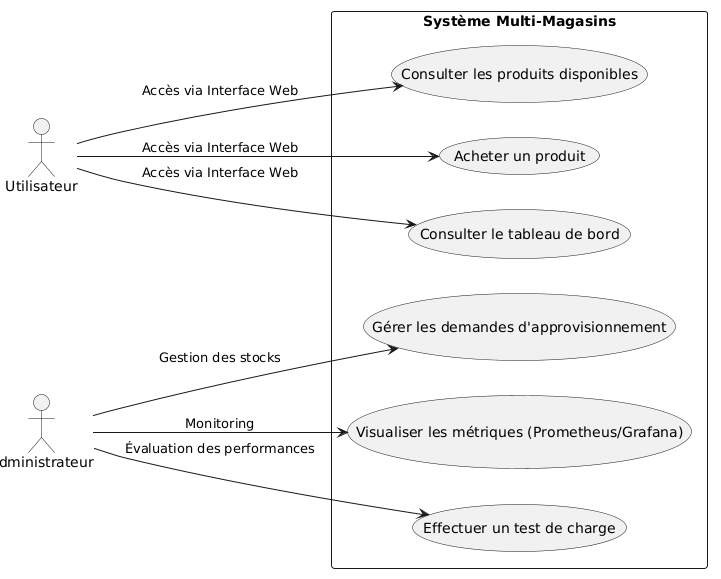 Système Multi-Magasins
Consulter les produits disponibles
Accès via Interface Web
Accès via Interface Web
Acheter un produit
Accès via Interface Web
Utilisateur
Consulter le tableau de bord
Gérer les demandes d'approvisionnement
Gestion des stocks
Monitoring
Visualiser les métriques (Prometheus/Grafana)
Évaluation des performances
dministrateur
Effectuer un test de charge